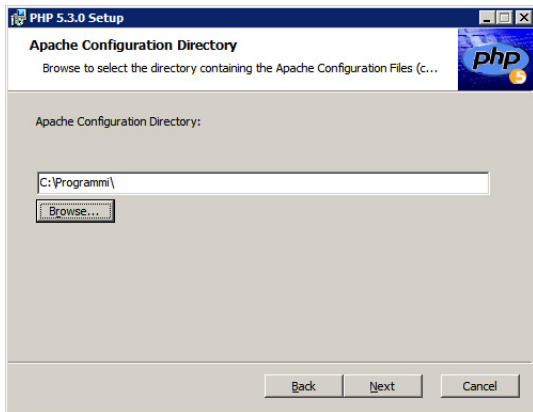 PHP 5.3.0 Setup
Apache Configuration Directory
Browse to select the directory containing the Apache Configuration Files (c...
php
5
Apache Configuration Directory:
C:\Programmi\
Browse...
Back Next Cancel